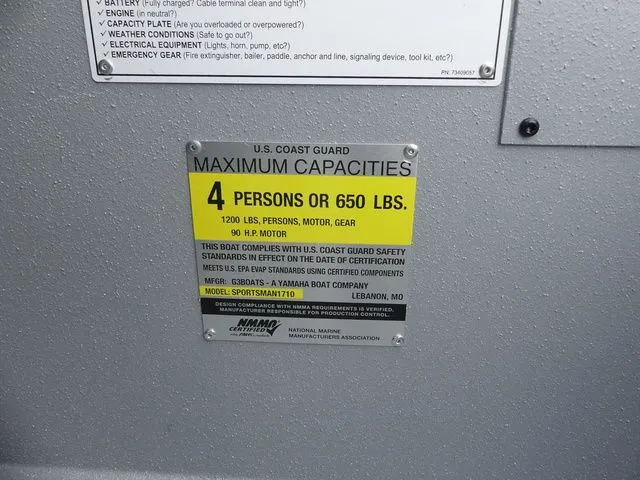 ✓ BATTERY (Fully charged? Cable terminal clean and tight?)
✓ ENGINE (in neutral?)
✓ CAPACITY PLATE (Are you overloaded or overpowered?)
✓ WEATHER CONDITIONS (Safe to go out?)
✓ ELECTRICAL EQUIPMENT (Lights, horn, pump, etc?)
✓ EMERGENCY GEAR (Fire extinguisher, bailer, paddle, anchor and line, signaling device, tool kit, etc?)
PN: 73409057
U.S. COAST GUARD
MAXIMUM CAPACITIES
4 PERSONS OR 650 LBS.
1200 LBS, PERSONS, MOTOR, GEAR
90 H.P. MOTOR
THIS BOAT COMPLIES WITH U.S. COAST GUARD SAFETY
STANDARDS IN EFFECT ON THE DATE OF CERTIFICATION
MEETS U.S. EPA EVAP STANDARDS USING CERTIFIED COMPONENTS
MFGR: G3BOATS - A YAMAHA BOAT COMPANY
MODEL: SPORTSMAN1710 LEBANON, MO
DESIGN COMPLIANCE WITH NMMA REQUIREMENTS IS VERIFIED.
MANUFACTURER RESPONSIBLE FOR PRODUCTION CONTROL.
NMMA
CERTIFIED
NATIONAL MARINE
MANUFACTURERS ASSOCIATION